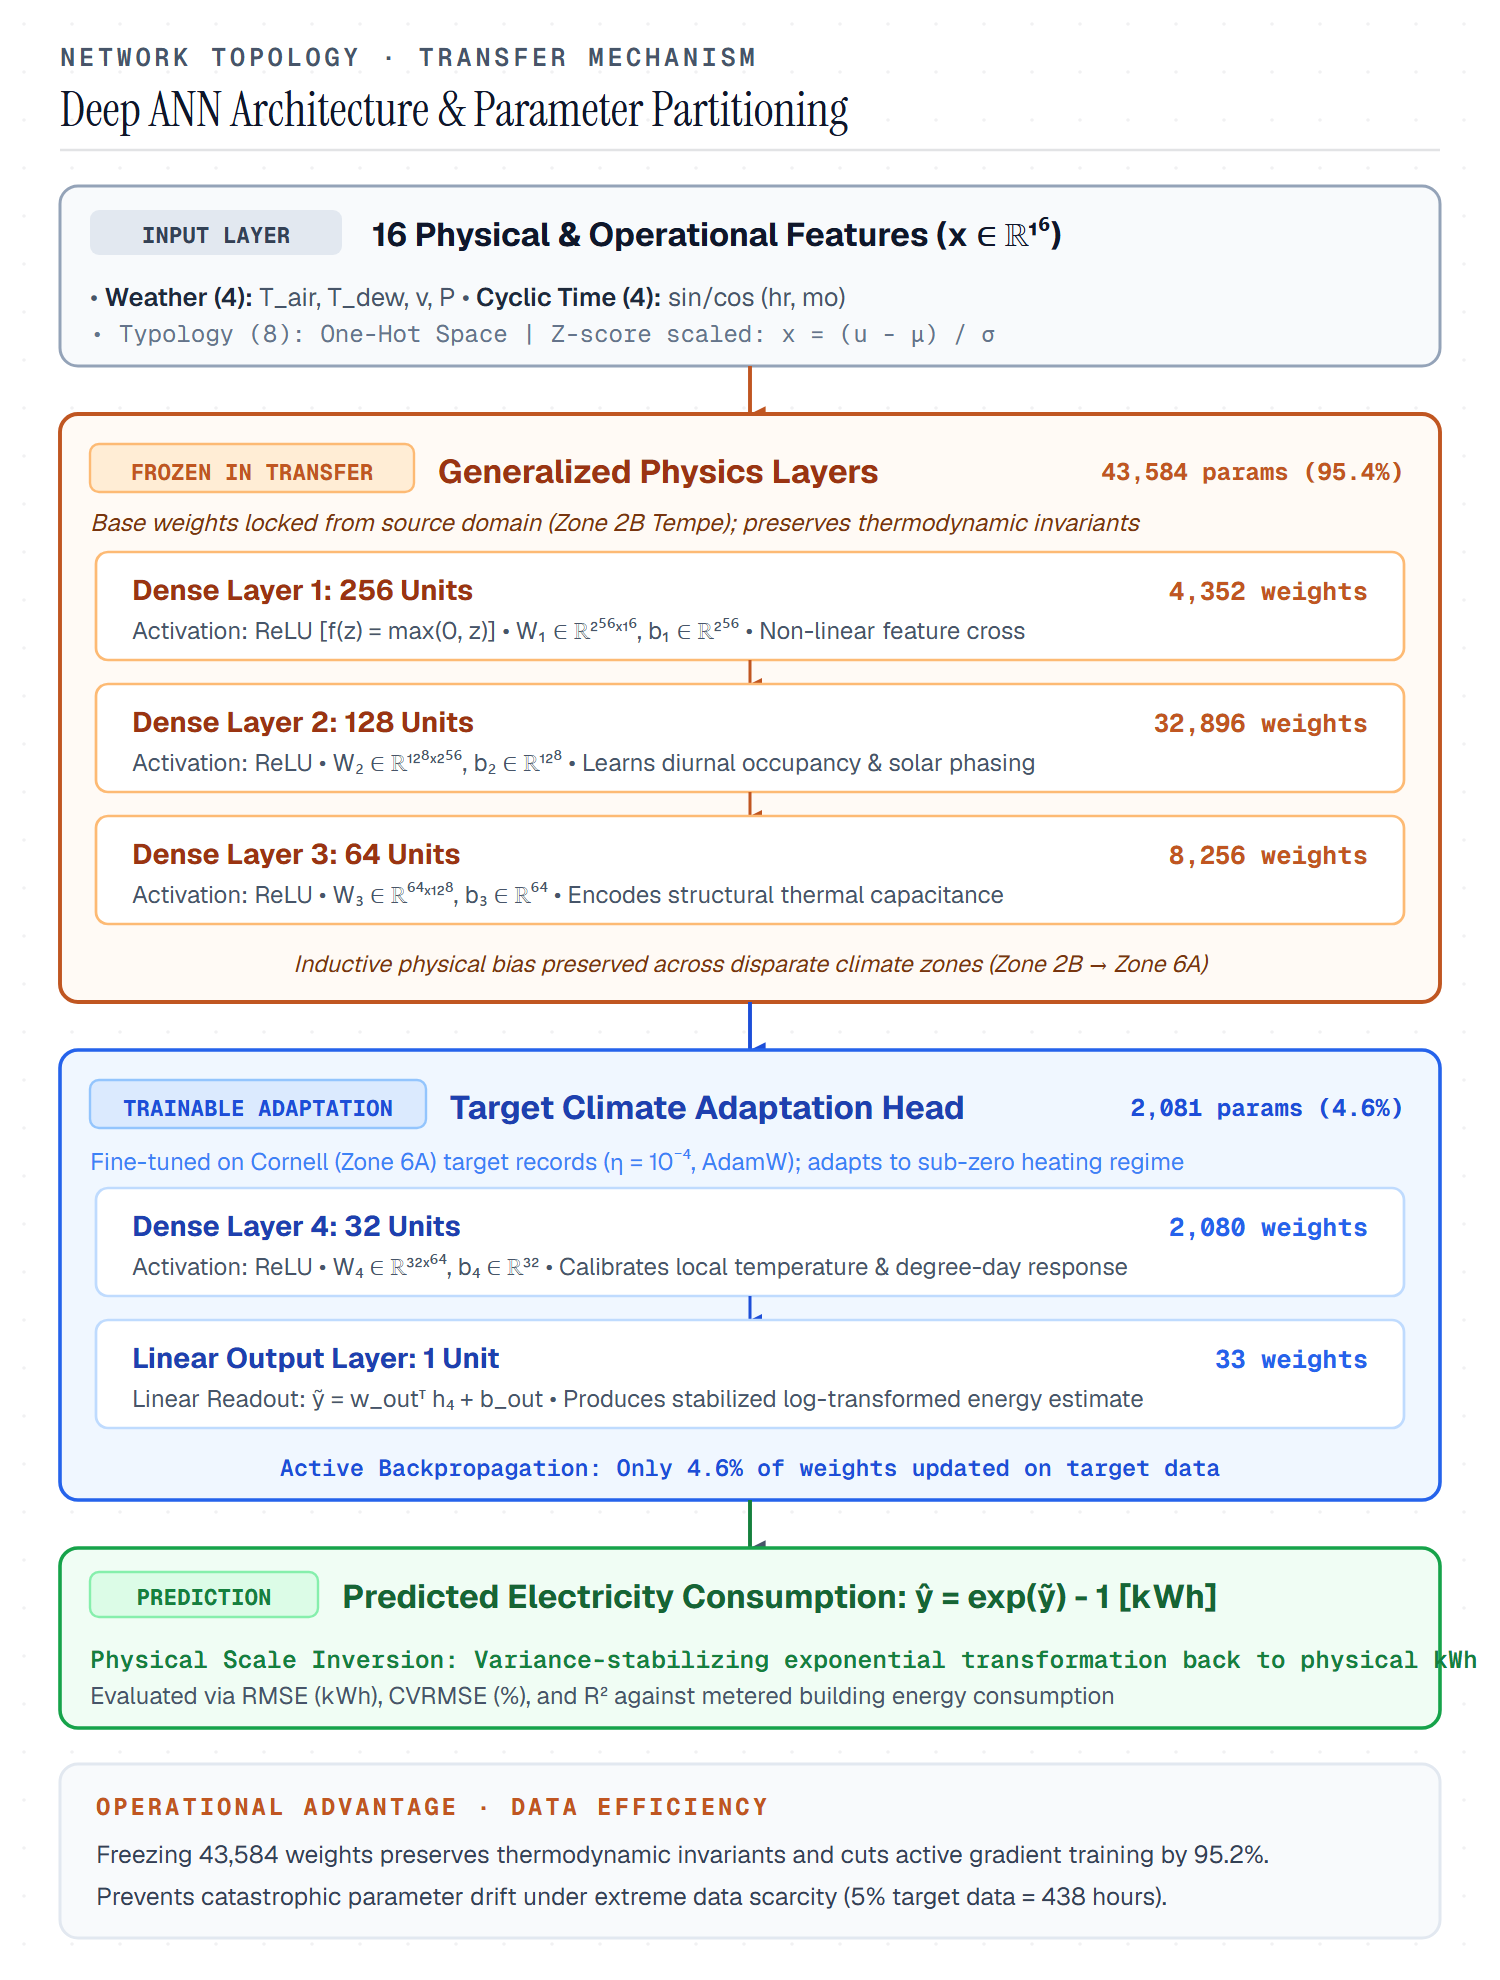 NETWORK TOPOLOGY · TRANSFER MECHANISM
Deep ANN Architecture & Parameter Partitioning
INPUT LAYER
16 Physical & Operational Features (x ∈ ℝ¹⁶)
• Weather (4): T_air, T_dew, v, P • Cyclic Time (4): sin/cos (hr, mo)
• Typology (8): One-Hot Space | Z-score scaled: x = (u - μ) / σ
FROZEN IN TRANSFER
Generalized Physics Layers
43,584 params (95.4%)
Base weights locked from source domain (Zone 2B Tempe); preserves thermodynamic invariants
Dense Layer 1: 256 Units
4,352 weights
Activation: ReLU [f(z) = max(0, z)] • W₁ ∈ ℝ²⁵⁶ˣ¹⁶, b₁ ∈ ℝ²⁵⁶ • Non-linear feature cross
Dense Layer 2: 128 Units
32,896 weights
Activation: ReLU • W₂ ∈ ℝ¹²⁸ˣ²⁵⁶, b₂ ∈ ℝ¹²⁸ • Learns diurnal occupancy & solar phasing
Dense Layer 3: 64 Units
8,256 weights
Activation: ReLU • W₃ ∈ ℝ⁶⁴ˣ¹²⁸, b₃ ∈ ℝ⁶⁴ • Encodes structural thermal capacitance
Inductive physical bias preserved across disparate climate zones (Zone 2B → Zone 6A)
TRAINABLE ADAPTATION
Target Climate Adaptation Head
2,081 params (4.6%)
Fine-tuned on Cornell (Zone 6A) target records (η = 10⁻⁴, AdamW); adapts to sub-zero heating regime
Dense Layer 4: 32 Units
2,080 weights
Activation: ReLU • W₄ ∈ ℝ³²ˣ⁶⁴, b₄ ∈ ℝ³² • Calibrates local temperature & degree-day response
Linear Output Layer: 1 Unit
33 weights
Linear Readout: ỹ = w_outᵀ h₄ + b_out • Produces stabilized log-transformed energy estimate
Active Backpropagation: Only 4.6% of weights updated on target data
PREDICTION
Predicted Electricity Consumption: ŷ = exp(ỹ) - 1 [kWh]
Physical Scale Inversion: Variance-stabilizing exponential transformation back to physical kWh
Evaluated via RMSE (kWh), CVRMSE (%), and R² against metered building energy consumption
OPERATIONAL ADVANTAGE · DATA EFFICIENCY
Freezing 43,584 weights preserves thermodynamic invariants and cuts active gradient training by 95.2%.
Prevents catastrophic parameter drift under extreme data scarcity (5% target data = 438 hours).